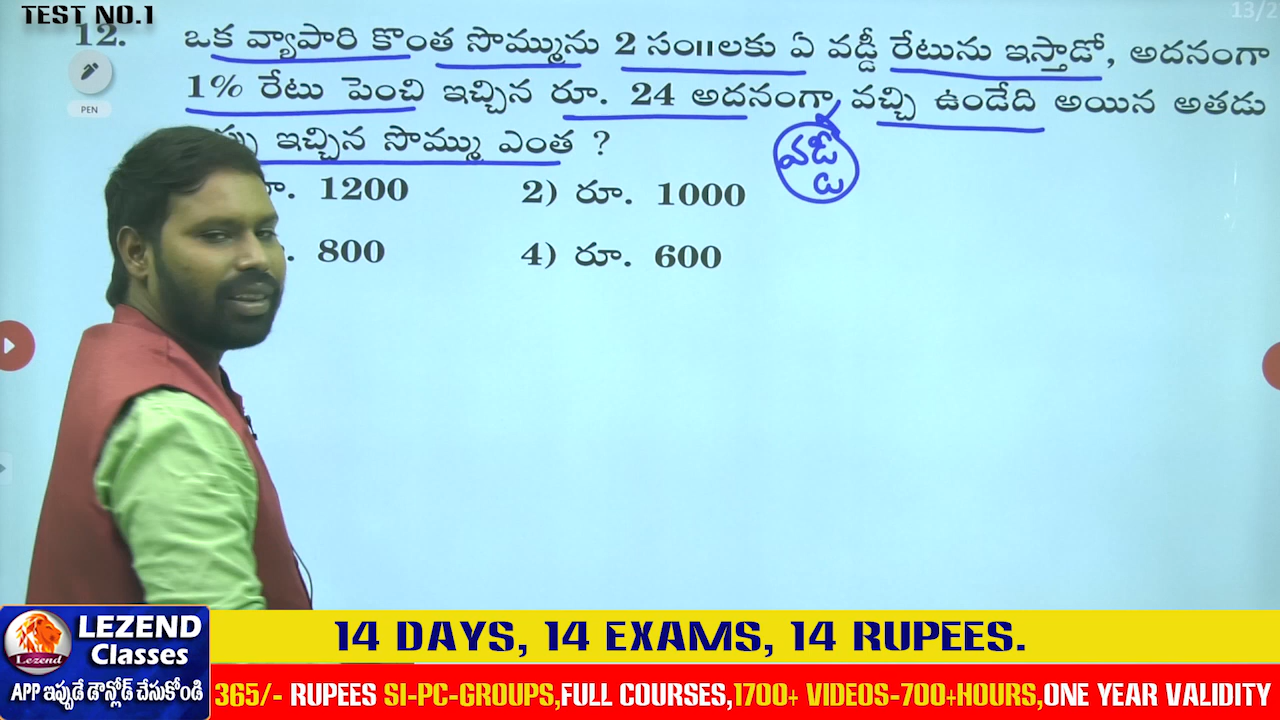 TEST NO.1
13/2
12. ఒక వ్యాపారి కొంత సొమ్మును 2 సంııలకు ఏ వడ్డీ రేటును ఇస్తాడో, అదనంగా
PEN
1% రేటు పెంచి ఇచ్చిన రూ. 24 అదనంగా వచ్చి ఉండేది అయిన అతడు
ఇచ్చిన సొమ్ము ఎంత ?
1200 2) రూ. 1000
800 4) రూ. 600
LEZEND
Classes
Lezend
APP ఇప్పుడే డౌన్లోడ్ చేసుకోండి
14 DAYS, 14 EXAMS, 14 RUPEES.
365/- RUPEES SI-PC-GROUPS,FULL COURSES,1700+ VIDEOS-700+HOURS,ONE YEAR VALIDITY